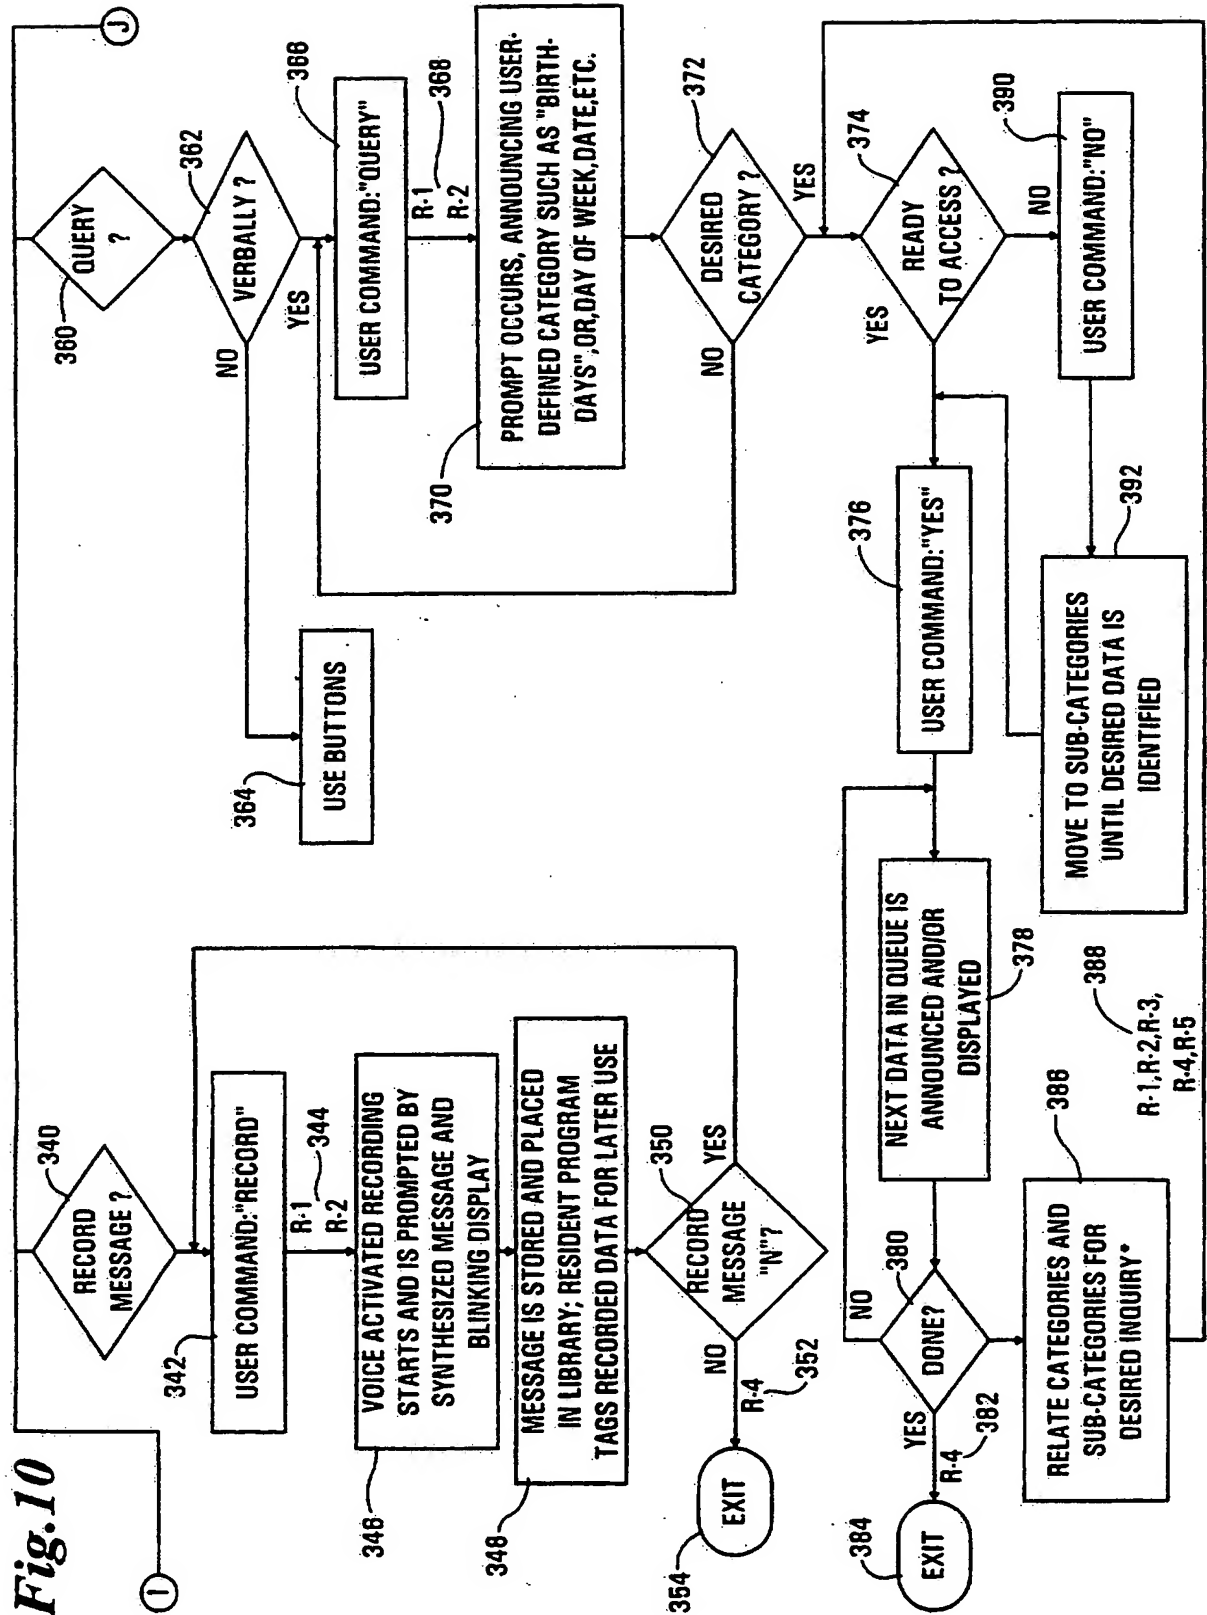 Fig.10
I
J
340
RECORD
MESSAGE ?
342
USER COMMAND:"RECORD"
R-1
R-2
344
VOICE ACTIVATED RECORDING
STARTS AND IS PROMPTED BY
SYNTHESIZED MESSAGE AND
BLINKING DISPLAY
346
MESSAGE IS STORED AND PLACED
IN LIBRARY; RESIDENT PROGRAM
TAGS RECORDED DATA FOR LATER USE
348
350
RECORD
MESSAGE
"N"?
YES
NO
R-4
352
EXIT
354
360
QUERY
?
362
VERBALLY ?
NO
YES
364
USE BUTTONS
366
USER COMMAND:"QUERY"
R-1
R-2
368
PROMPT OCCURS, ANNOUNCING USER-
DEFINED CATEGORY SUCH AS "BIRTH-
DAYS",OR,DAY OF WEEK,DATE,ETC.
370
372
DESIRED
CATEGORY ?
NO
YES
374
READY
TO ACCESS ?
YES
NO
376
USER COMMAND:"YES"
390
USER COMMAND:"NO"
392
MOVE TO SUB-CATEGORIES
UNTIL DESIRED DATA IS
IDENTIFIED
NEXT DATA IN QUEUE IS
ANNOUNCED AND/OR
DISPLAYED
378
380
DONE?
NO
YES
R-4
382
EXIT
384
386
RELATE CATEGORIES AND
SUB-CATEGORIES FOR
DESIRED INQUIRY*
388
R-1,R-2,R-3,
R-4,R-5